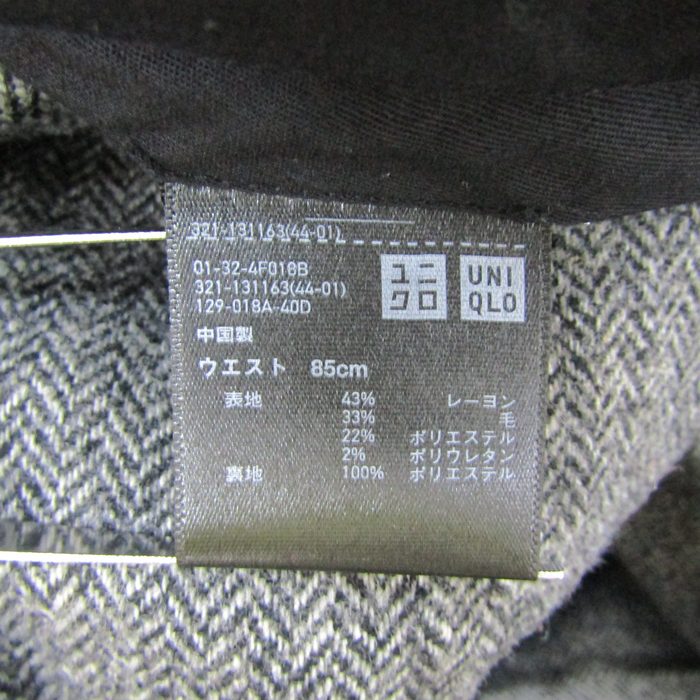 321-131163(44-01)
01-32-4F018B
321-131163(44-01)
129-018A-40D
ユニ
クロ
UNI
QLO
中国製
ウエスト 85cm
表地 43% レーヨン
33% 毛
22% ポリエステル
2% ポリウレタン
裏地 100% ポリエステル